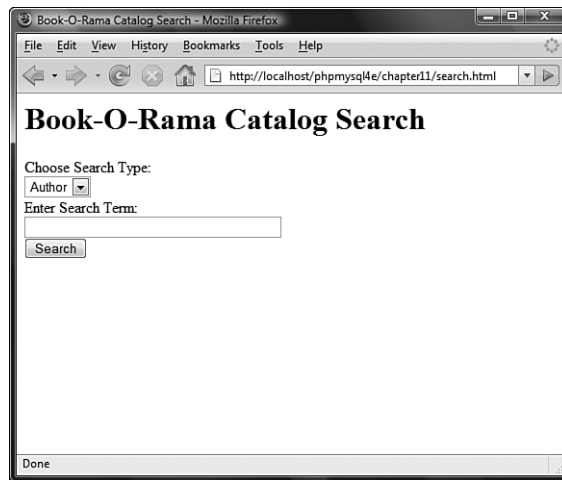 Book-O-Rama Catalog Search - Mozilla Firefox
File Edit View History Bookmarks Tools Help
http://localhost/phpmysql4e/chapter11/search.html
Book-O-Rama Catalog Search
Choose Search Type:
Author
Enter Search Term:
Search
Done